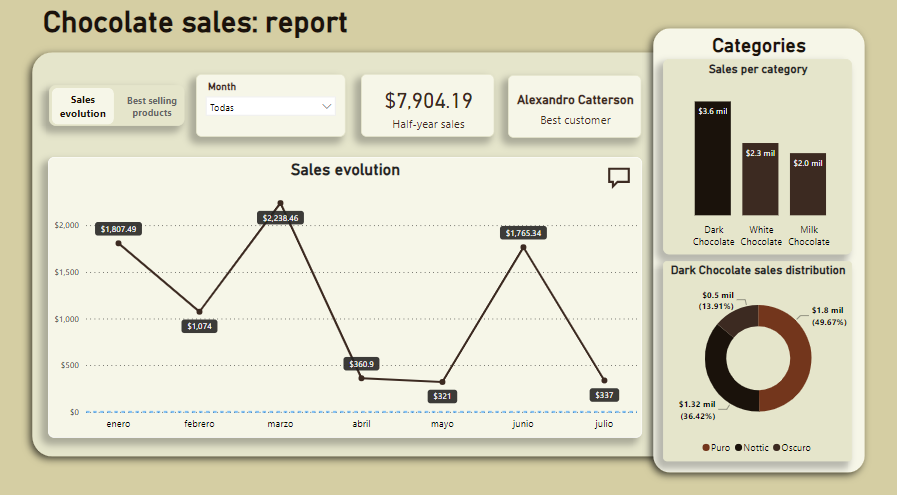 Chocolate sales: report
Sales
evolution
Best selling
products
Month
Todas
$7,904.19
Half-year sales
Alexandro Catterson
Best customer
Sales evolution
$2,000
$1,500
$1,000
$500
$0
$1,807.49
$1,074
$2,238.46
$360.9
$321
$1,765.34
$337
enero
febrero
marzo
abril
mayo
junio
julio
Categories
Sales per category
$3.6 mil
$2.3 mil
$2.0 mil
Dark
Chocolate
White
Chocolate
Milk
Chocolate
Dark Chocolate sales distribution
$0.5 mil
(13.91%)
$1.8 mil
(49.67%)
$1.32 mil
(36.42%)
Puro Nottic Oscuro